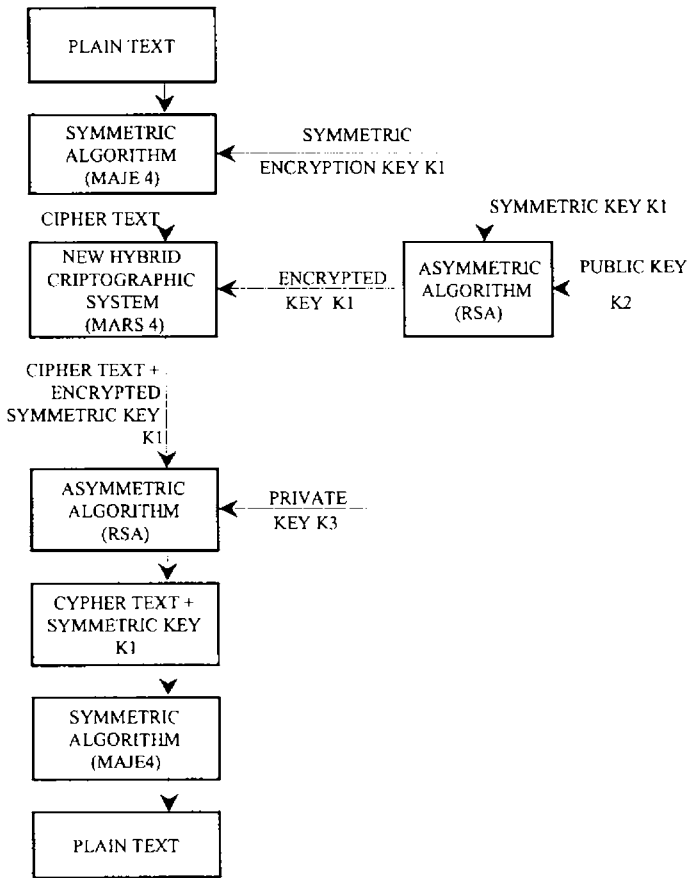 PLAIN TEXT
SYMMETRIC
ALGORITHM
(MAJE 4)
SYMMETRIC
ENCRYPTION KEY K1
CIPHER TEXT
SYMMETRIC KEY K1
NEW HYBRID
CRIPTOGRAPHIC
SYSTEM
(MARS 4)
ENCRYPTED
KEY K1
ASYMMETRIC
ALGORITHM
(RSA)
PUBLIC KEY
K2
CIPHER TEXT +
ENCRYPTED
SYMMETRIC KEY
K1
ASYMMETRIC
ALGORITHM
(RSA)
PRIVATE
KEY K3
CYPHER TEXT +
SYMMETRIC KEY
K1
SYMMETRIC
ALGORITHM
(MAJE4)
PLAIN TEXT